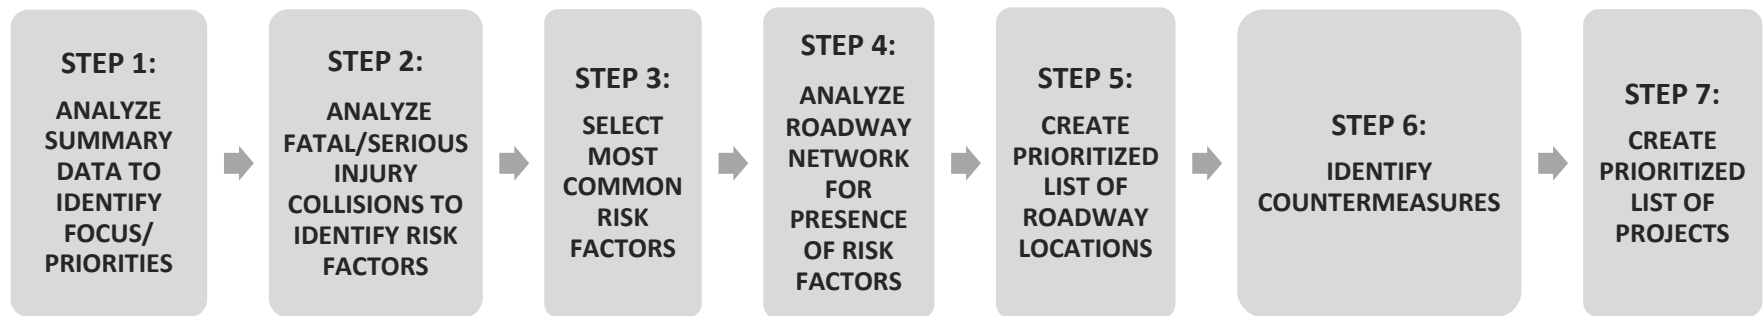 STEP 1:
ANALYZE
SUMMARY
DATA TO
IDENTIFY
FOCUS/
PRIORITIES
STEP 2:
ANALYZE
FATAL/SERIOUS
INJURY
COLLISIONS TO
IDENTIFY RISK
FACTORS
STEP 3:
SELECT
MOST
COMMON
RISK
FACTORS
STEP 4:
ANALYZE
ROADWAY
NETWORK
FOR
PRESENCE
OF RISK
FACTORS
STEP 5:
CREATE
PRIORITIZED
LIST OF
ROADWAY
LOCATIONS
STEP 6:
IDENTIFY
COUNTERMEASURES
STEP 7:
CREATE
PRIORITIZED
LIST OF
PROJECTS